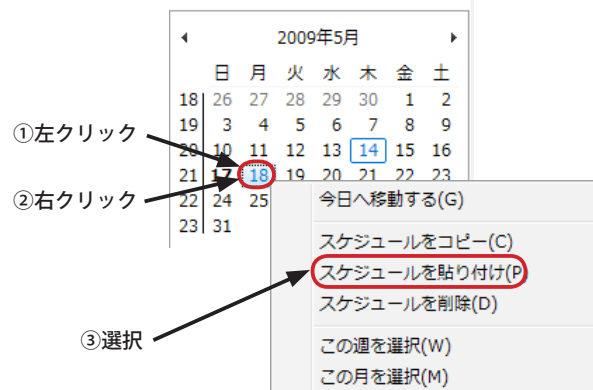 2009年5月
日 月 火 水 木 金 土
18 26 27 28 29 30 1 2
19 3 4 5 6 7 8 9
20 10 11 12 13 14 15 16
21 17 18 19 20 21 22 23
22 24 25
23 31
①左クリック
②右クリック
③選択
今日へ移動する(G)
スケジュールをコピー(C)
スケジュールを貼り付け(P)
スケジュールを削除(D)
この週を選択(W)
この月を選択(M)